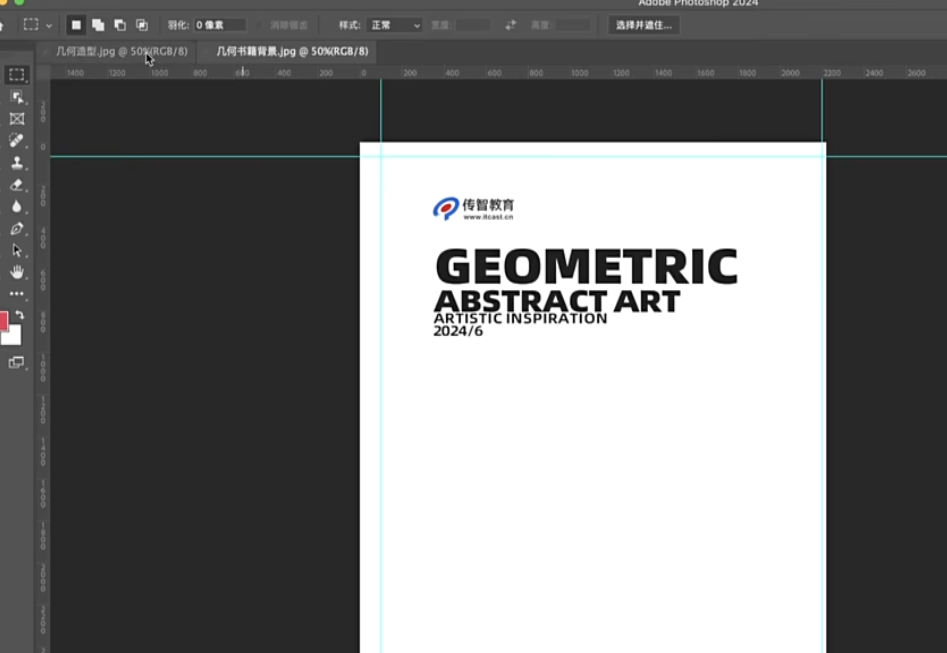 Adobe Photoshop 2024
羽化: 0 像素 消除锯齿 样式: 正常 宽度: 高度: 选择并遮住...
几何造型.jpg @ 50%(RGB/8) 几何书籍背景.jpg @ 50%(RGB/8)
1400 1200 1000 800 600 400 200 0 200 400 600 800 1000 1200 1400 1600 1800 2000 2200 2400 2600
传智教育
www.itcast.cn
GEOMETRIC
ABSTRACT ART
ARTISTIC INSPIRATION
2024/6